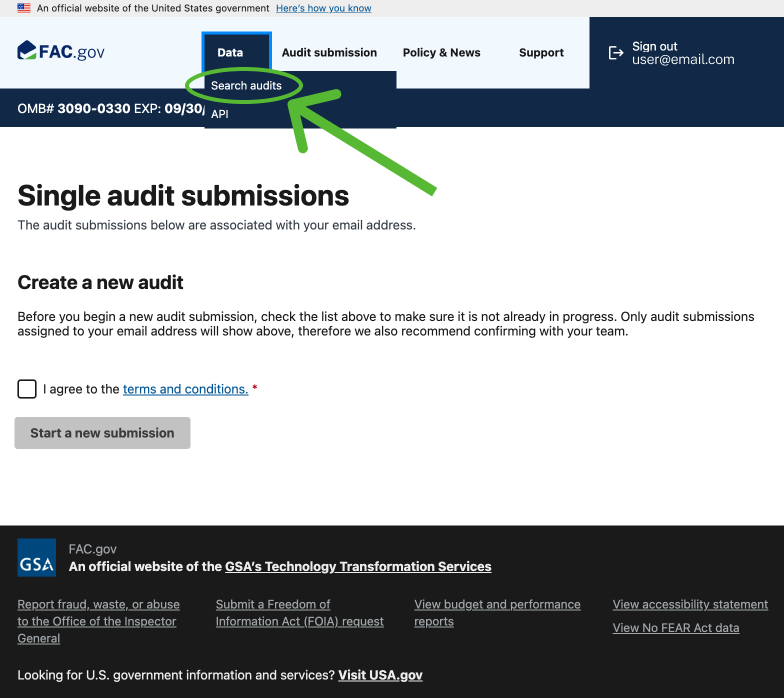 An official website of the United States government Here's how you know
FAC.gov
Data
Audit submission
Policy & News
Support
Sign out
user@email.com
Search audits
API
OMB# 3090-0330 EXP: 09/30/
Single audit submissions
The audit submissions below are associated with your email address.
Create a new audit
Before you begin a new audit submission, check the list above to make sure it is not already in progress. Only audit submissions
assigned to your email address will show above, therefore we also recommend confirming with your team.
I agree to the terms and conditions. *
Start a new submission
GSA
FAC.gov
An official website of the GSA's Technology Transformation Services
Report fraud, waste, or abuse
to the Office of the Inspector
General
Submit a Freedom of
Information Act (FOIA) request
View budget and performance
reports
View accessibility statement
View No FEAR Act data
Looking for U.S. government information and services? Visit USA.gov